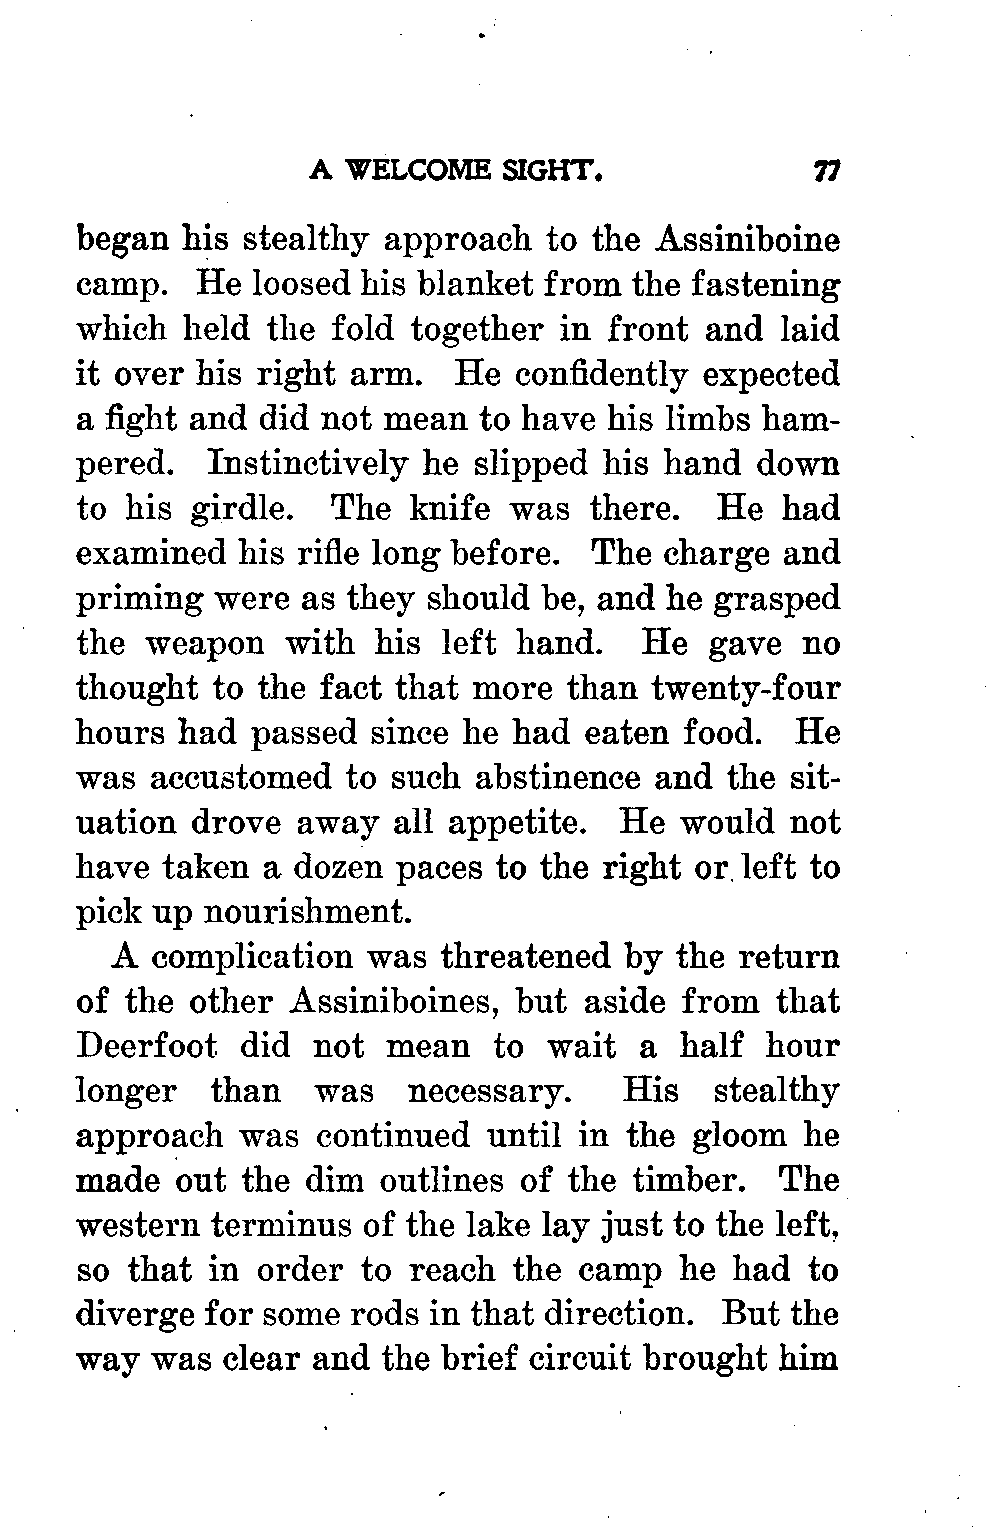 A WELCOME SIGHT. 77
began his stealthy approach to the Assiniboine
camp. He loosed his blanket from the fastening
which held the fold together in front and laid
it over his right arm. He confidently expected
a fight and did not mean to have his limbs ham-
pered. Instinctively he slipped his hand down
to his girdle. The knife was there. He had
examined his rifle long before. The charge and
priming were as they should be, and he grasped
the weapon with his left hand. He gave no
thought to the fact that more than twenty-four
hours had passed since he had eaten food. He
was accustomed to such abstinence and the sit-
uation drove away all appetite. He would not
have taken a dozen paces to the right or left to
pick up nourishment.
A complication was threatened by the return
of the other Assiniboines, but aside from that
Deerfoot did not mean to wait a half hour
longer than was necessary. His stealthy
approach was continued until in the gloom he
made out the dim outlines of the timber. The
western terminus of the lake lay just to the left,
so that in order to reach the camp he had to
diverge for some rods in that direction. But the
way was clear and the brief circuit brought him